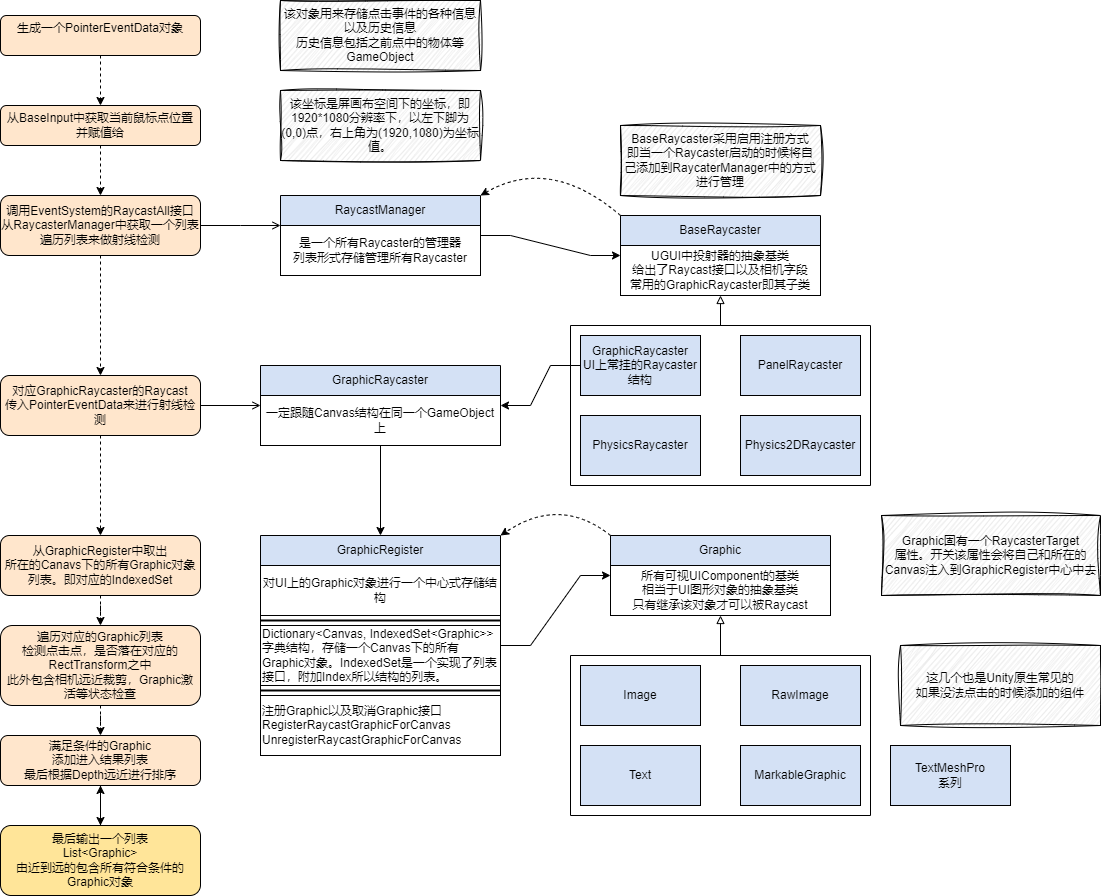 生成一个PointerEventData对象
该对象用来存储点击事件的各种信息
以及历史信息
历史信息包括之前点中的物体等
GameObject
从BaseInput中获取当前鼠标点位置
并赋值给
该坐标是屏画布空间下的坐标，即
1920*1080分辨率下，以左下脚为
(0,0)点，右上角为(1920,1080)为坐标
值。
BaseRaycaster采用启用注册方式
即当一个Raycaster启动的时候将自
己添加到RaycaterManager中的方式
进行管理
调用EventSystem的RaycastAll接口
从RaycasterManager中获取一个列表
遍历列表来做射线检测
RaycastManager
是一个所有Raycaster的管理器
列表形式存储管理所有Raycaster
BaseRaycaster
UGUI中投射器的抽象基类
给出了Raycast接口以及相机字段
常用的GraphicRaycaster即其子类
GraphicRaycaster
UI上常挂的Raycaster
结构
PanelRaycaster
PhysicsRaycaster
Physics2DRaycaster
对应GraphicRaycaster的Raycast
传入PointerEventData来进行射线检
测
GraphicRaycaster
一定跟随Canvas结构在同一个GameObject
上
从GraphicRegister中取出
所在的Canavs下的所有Graphic对象
列表。即对应的IndexedSet
GraphicRegister
对UI上的Graphic对象进行一个中心式存储结
构
Dictionary<Canvas, IndexedSet<Graphic>>
字典结构，存储一个Canvas下的所有
Graphic对象。IndexedSet是一个实现了列表
接口，附加Index所以结构的列表。
注册Graphic以及取消Graphic接口
RegisterRaycastGraphicForCanvas
UnregisterRaycastGraphicForCanvas
Graphic
所有可视UIComponent的基类
相当于UI图形对象的抽象基类
只有继承该对象才可以被Raycast
Graphic固有一个RaycasterTarget
属性。开关该属性会将自己和所在的
Canvas注入到GraphicRegister中心中去
遍历对应的Graphic列表
检测点击点，是否落在对应的
RectTransform之中
此外包含相机远近裁剪，Graphic激
活等状态检查
Image
RawImage
Text
MarkableGraphic
这几个也是Unity原生常见的
如果没法点击的时候添加的组件
TextMeshPro
系列
满足条件的Graphic
添加进入结果列表
最后根据Depth远近进行排序
最后输出一个列表
List<Graphic>
由近到远的包含所有符合条件的
Graphic对象